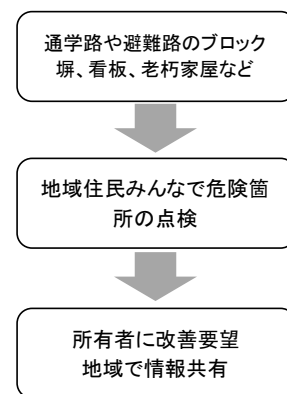 通学路や避難路のブロック
塀、看板、老朽家屋など
地域住民みんなで危険箇
所の点検
所有者に改善要望
地域で情報共有